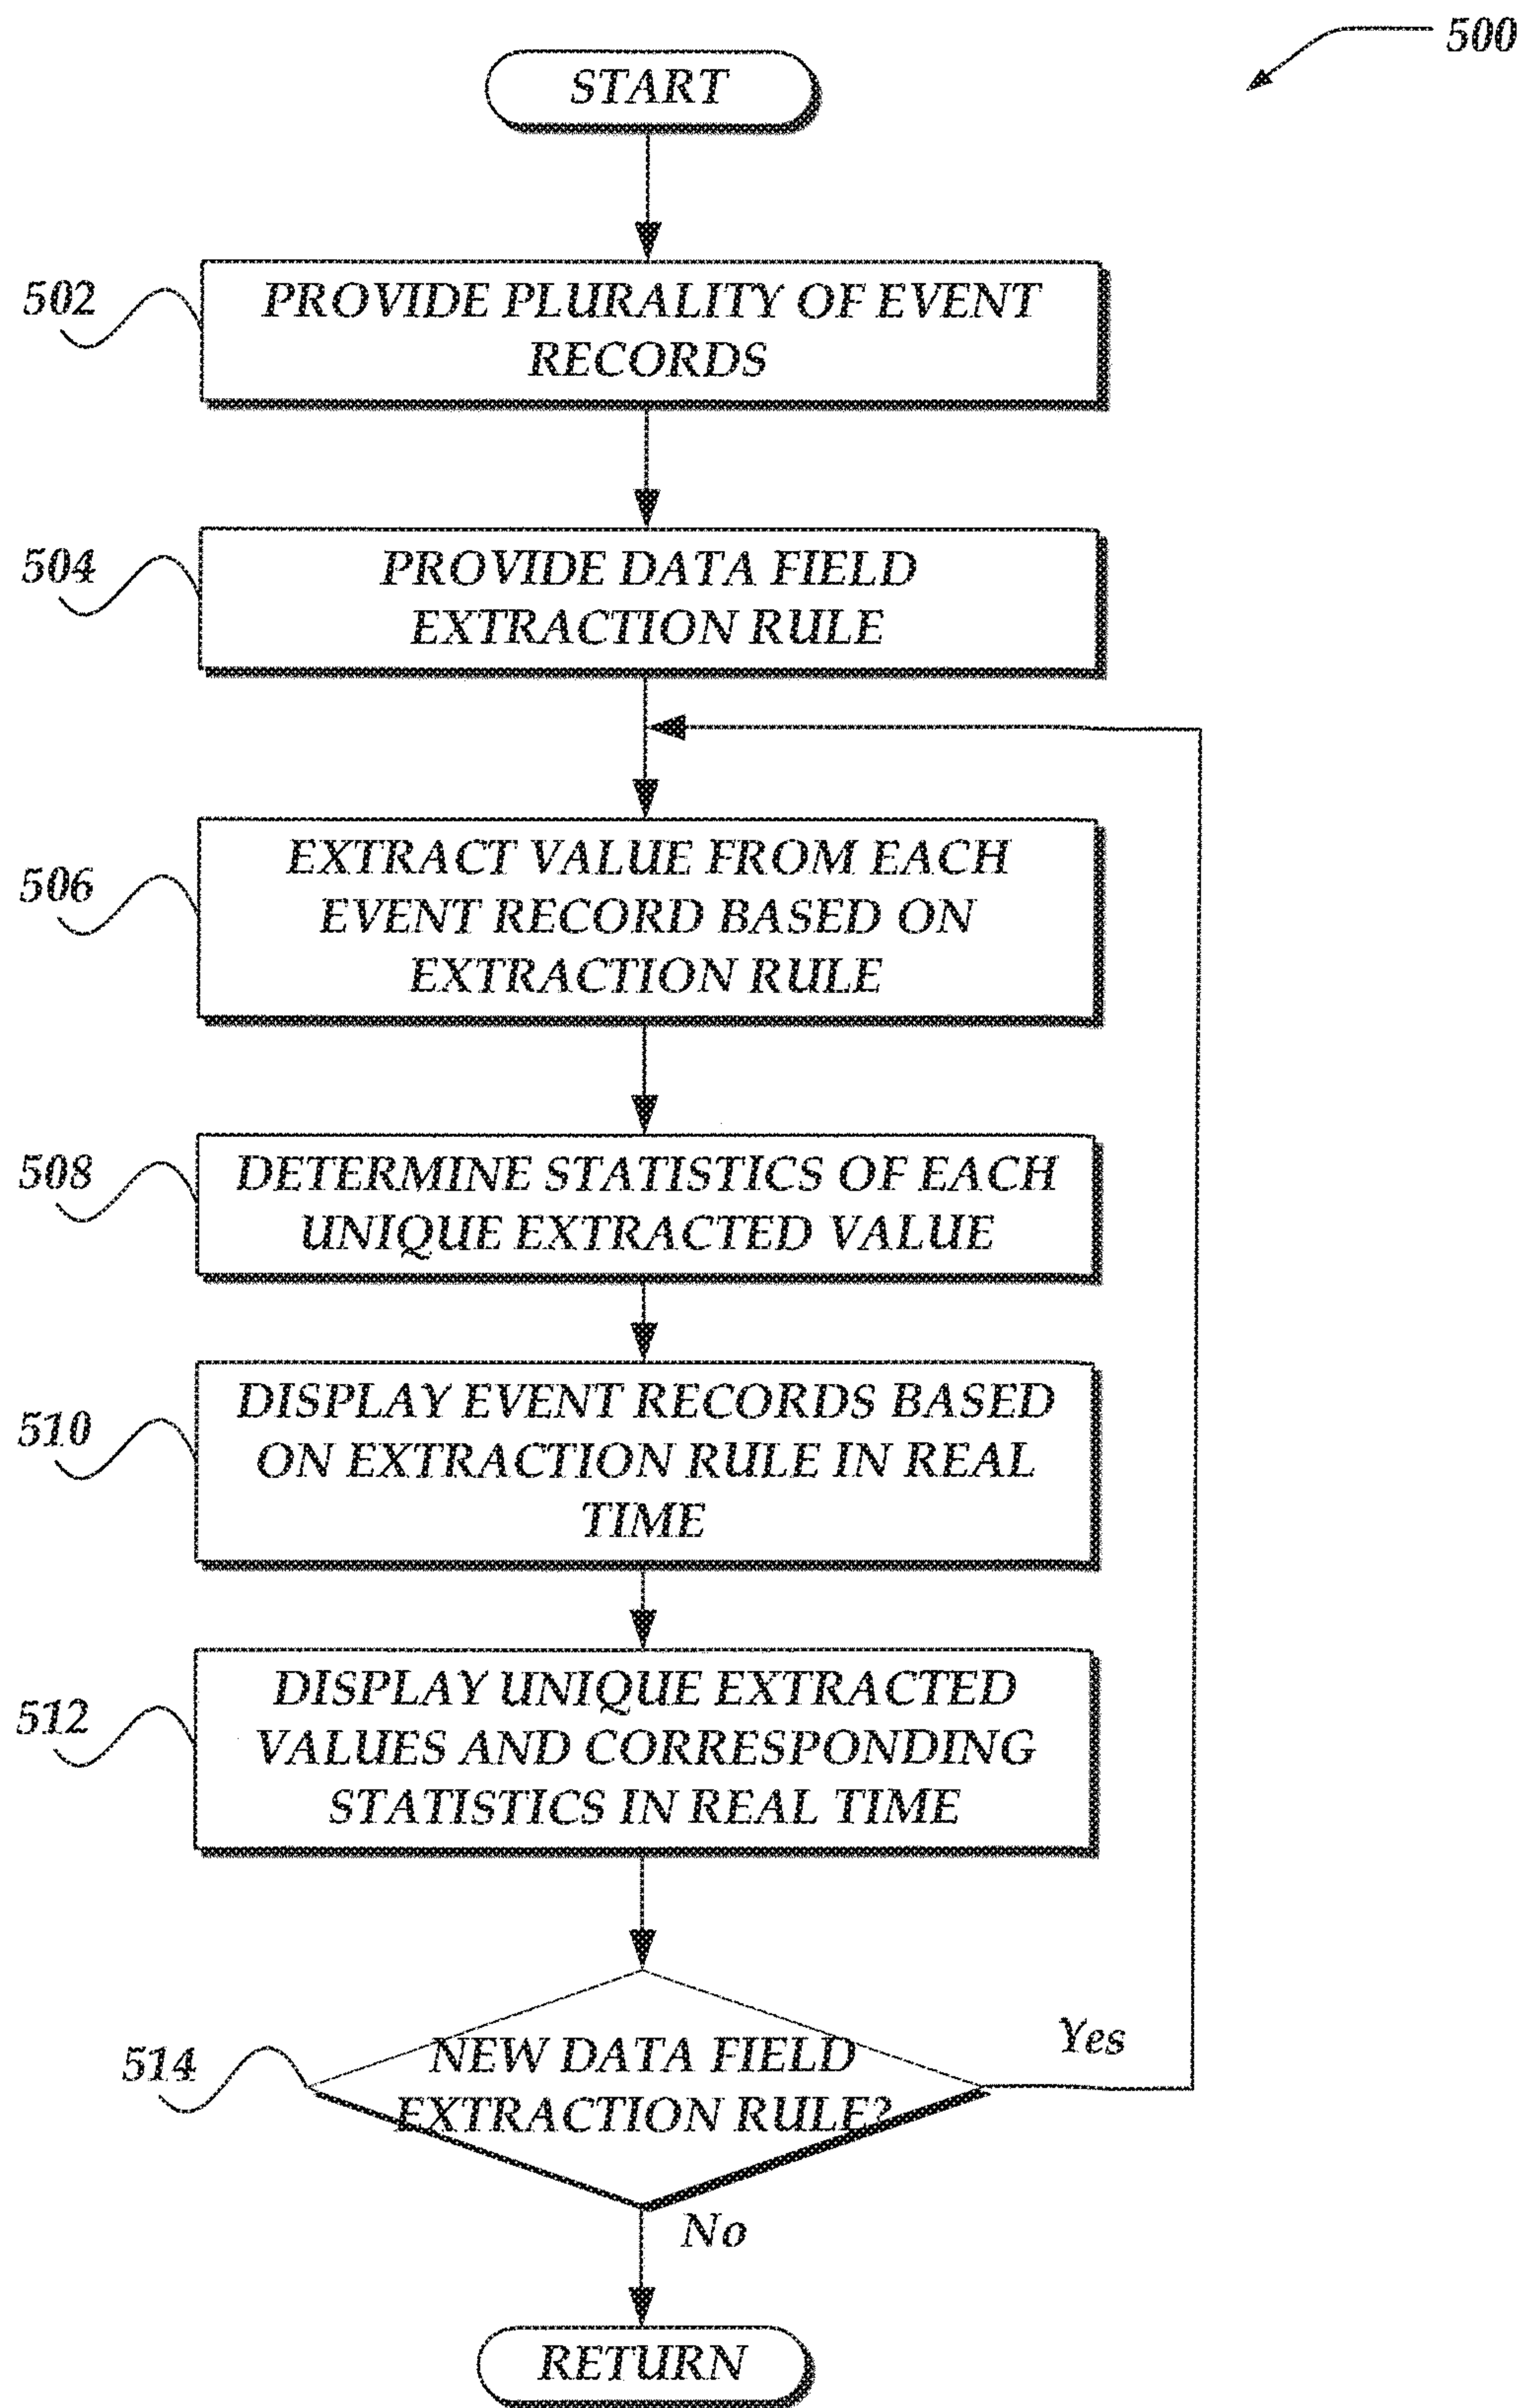 500
START
502
PROVIDE PLURALITY OF EVENT
RECORDS
504
PROVIDE DATA FIELD
EXTRACTION RULE
506
EXTRACT VALUE FROM EACH
EVENT RECORD BASED ON
EXTRACTION RULE
508
DETERMINE STATISTICS OF EACH
UNIQUE EXTRACTED VALUE
510
DISPLAY EVENT RECORDS BASED
ON EXTRACTION RULE IN REAL
TIME
512
DISPLAY UNIQUE EXTRACTED
VALUES AND CORRESPONDING
STATISTICS IN REAL TIME
514
NEW DATA FIELD
EXTRACTION RULE?
Yes
No
RETURN